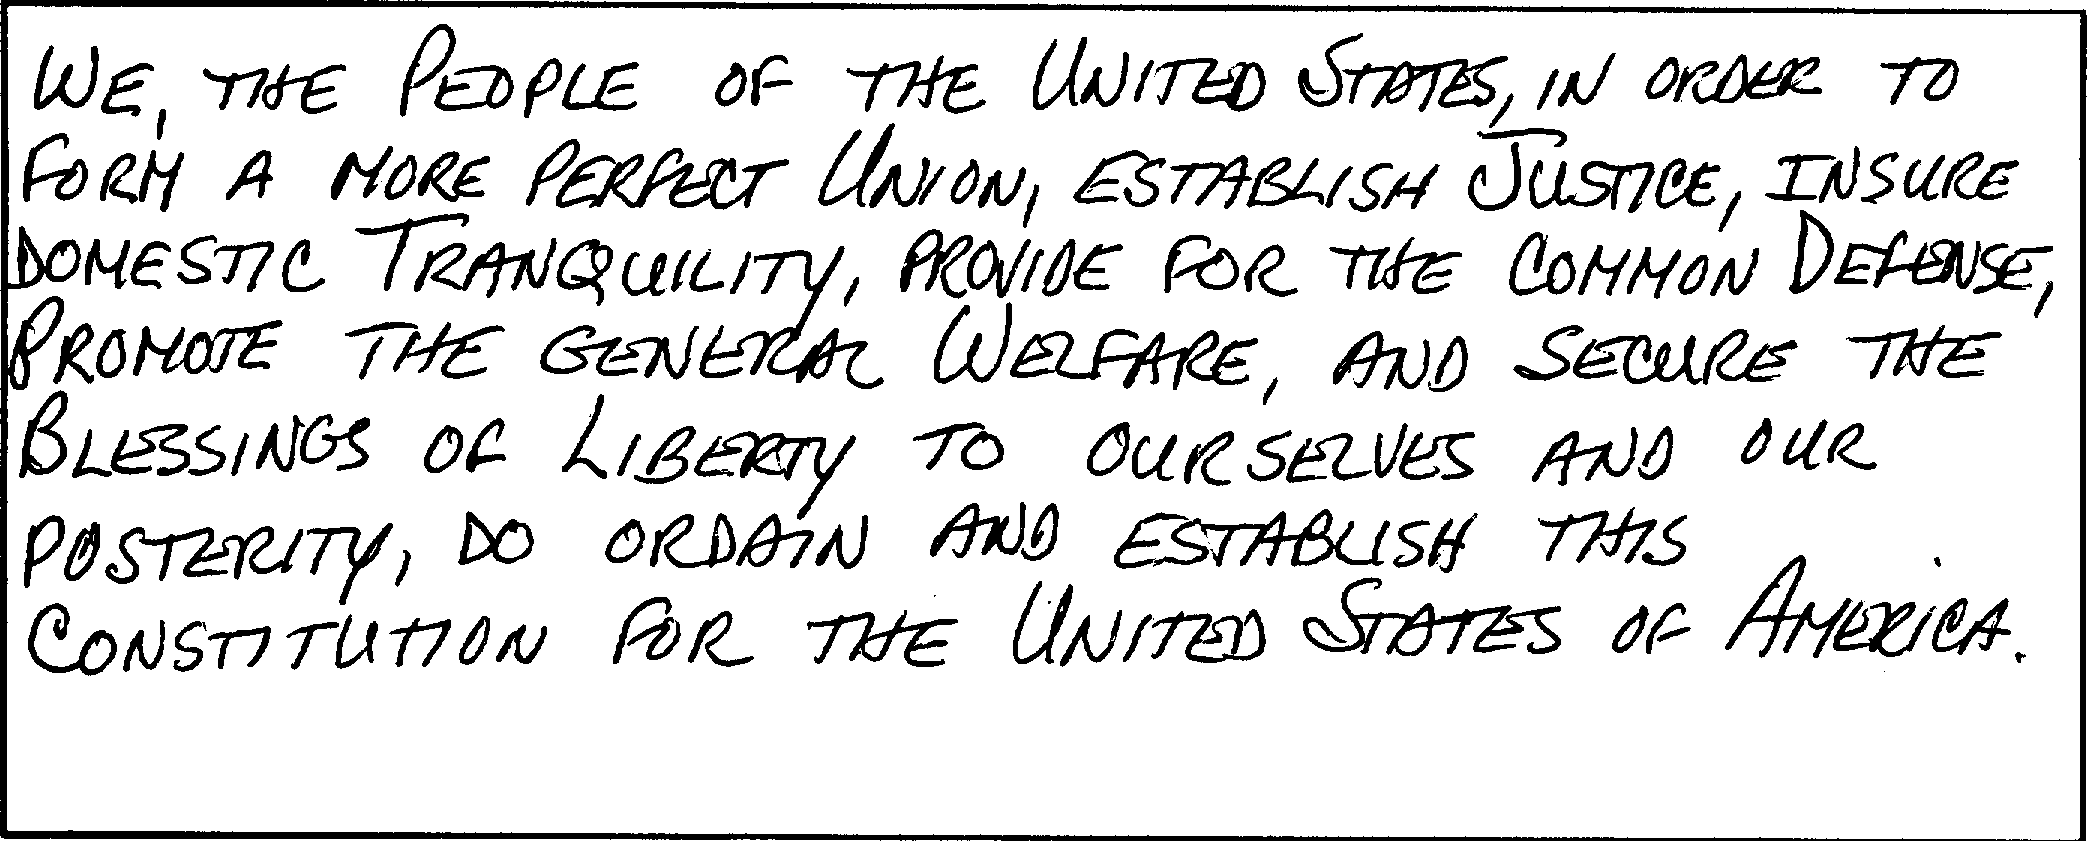 WE, THE PEOPLE OF THE UNITED STATES, IN ORDER TO
FORM A MORE PERFECT UNION, ESTABLISH JUSTICE, INSURE
DOMESTIC TRANQUILITY, PROVIDE FOR THE COMMON DEFENSE,
PROMOTE THE GENERAL WELFARE, AND SECURE THE
BLESSINGS OF LIBERTY TO OURSELVES AND OUR
POSTERITY, DO ORDAIN AND ESTABLISH THIS
CONSTITUTION FOR THE UNITED STATES OF AMERICA.